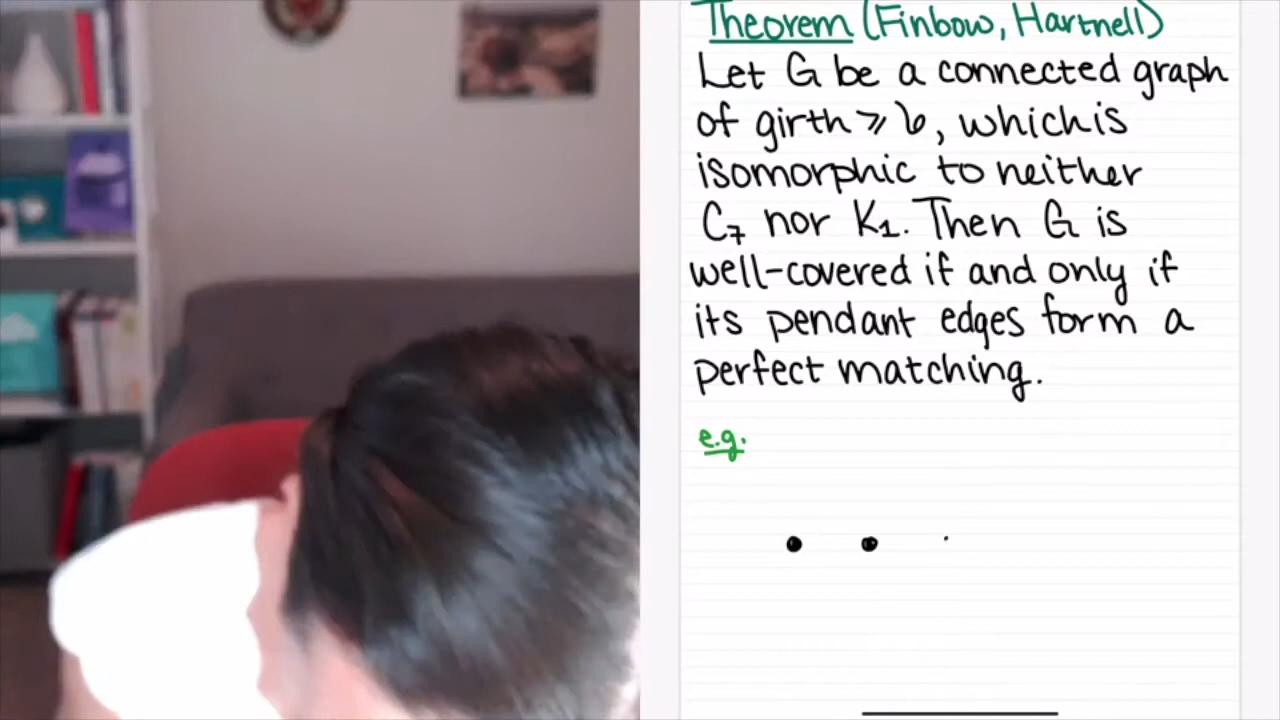 Theorem (Finbow, Hartnell)
Let G be a connected graph
of girth ⩾ 6, which is
isomorphic to neither
C₇ nor K₁. Then G is
well-covered if and only if
its pendant edges form a
perfect matching.
e.g.